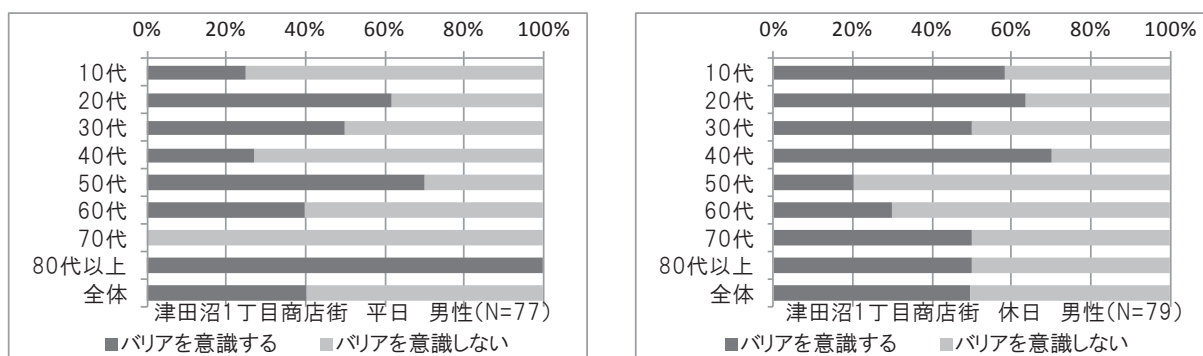 0% 20% 40% 60% 80% 100%
10代
20代
30代
40代
50代
60代
70代
80代以上
全体
津田沼1丁目商店街 平日 男性(N=77)
■バリアを意識する ■バリアを意識しない
0% 20% 40% 60% 80% 100%
10代
20代
30代
40代
50代
60代
70代
80代以上
全体
津田沼1丁目商店街 休日 男性(N=79)
■バリアを意識する ■バリアを意識しない